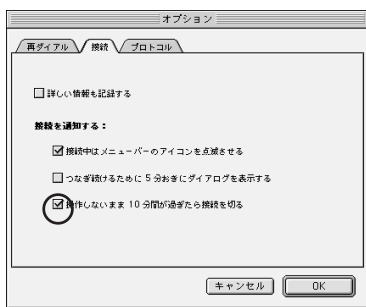 オプション
再ダイアル 接続 プロトコル
詳しい情報も記録する
接続を通知する：
接続中はメニューバーのアイコンを点滅させる
つなぎ続けるために 5 分おきにダイアログを表示する
操作しないまま 10 分間が過ぎたら接続を切る
キャンセル OK